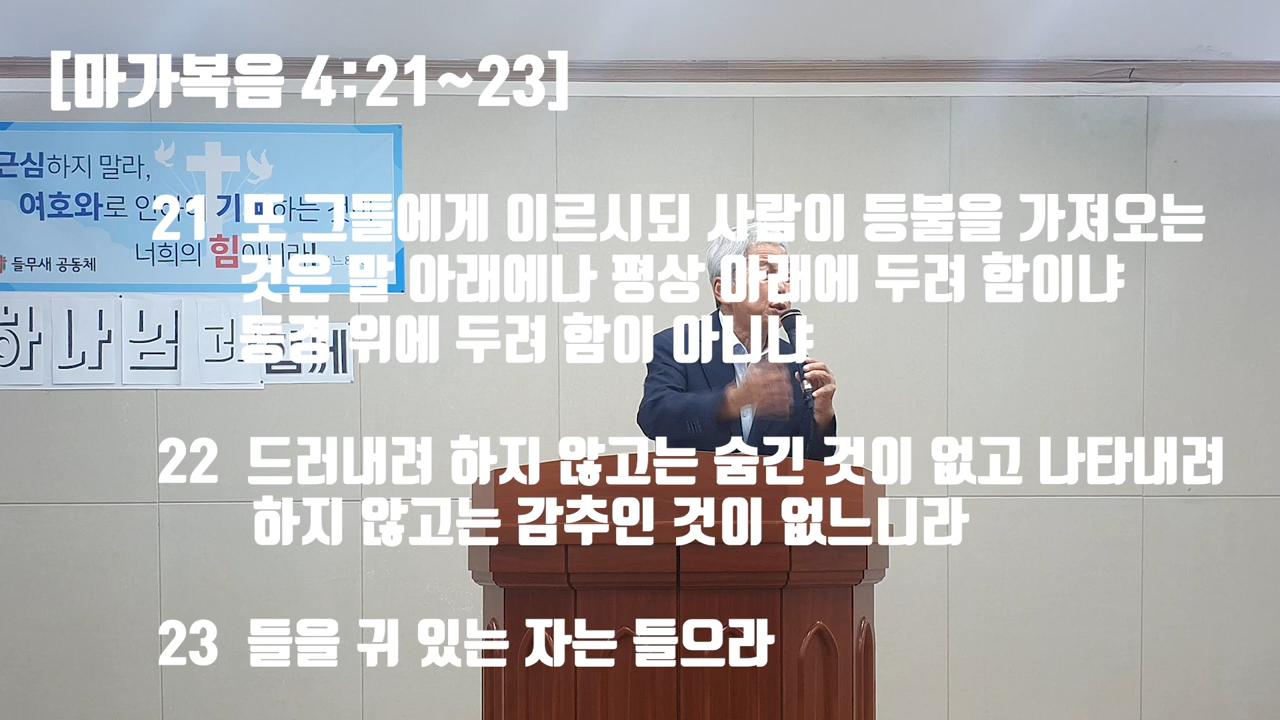 [마가복음 4:21~23]
근심하지 말라,
여호와로 하는
너희의 힘이니라!
들무새 공동체
하나님과 함께
21 또 그들에게 이르시되 사람이 등불을 가져오는
것은 말 아래에나 평상 아래에 두려 함이냐
등경 위에 두려 함이 아니냐
22 드러내려 하지 않고는 숨긴 것이 없고 나타내려
하지 않고는 감추인 것이 없느니라
23 들을 귀 있는 자는 들으라